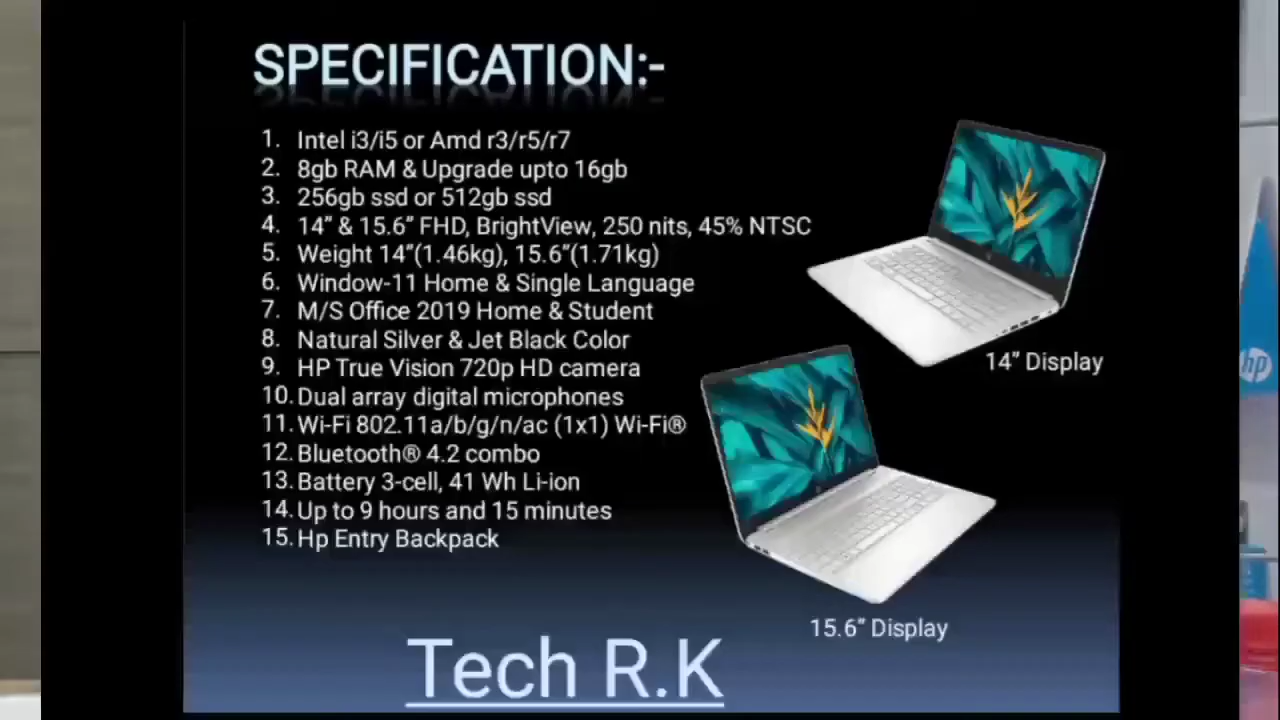 SPECIFICATION:-
1. Intel i3/i5 or Amd r3/r5/r7
2. 8gb RAM & Upgrade upto 16gb
3. 256gb ssd or 512gb ssd
4. 14” & 15.6” FHD, BrightView, 250 nits, 45% NTSC
5. Weight 14”(1.46kg), 15.6”(1.71kg)
6. Window-11 Home & Single Language
7. M/S Office 2019 Home & Student
8. Natural Silver & Jet Black Color
9. HP True Vision 720p HD camera
10. Dual array digital microphones
11. Wi-Fi 802.11a/b/g/n/ac (1x1) Wi-Fi®
12. Bluetooth® 4.2 combo
13. Battery 3-cell, 41 Wh Li-ion
14. Up to 9 hours and 15 minutes
15. Hp Entry Backpack
14” Display
hp
15.6” Display
Tech R.K